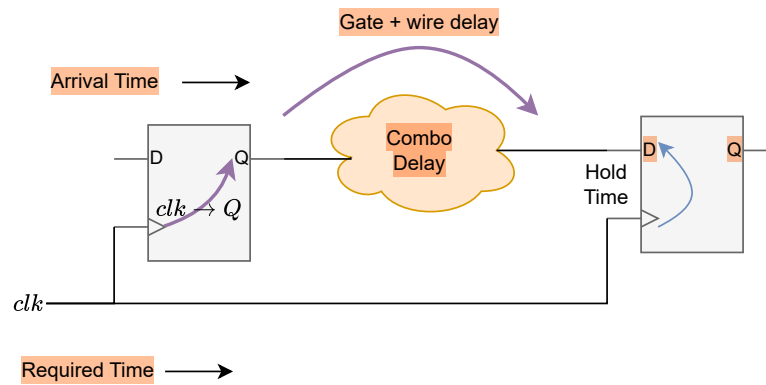 Gate + wire delay
Arrival Time
Combo
Delay
D
Q
D
Q
Hold
Time
clk → Q
clk
Required Time